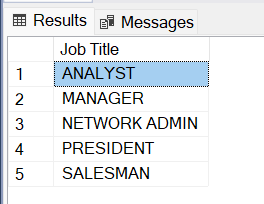 Results Messages
Job Title
1 ANALYST
2 MANAGER
3 NETWORK ADMIN
4 PRESIDENT
5 SALESMAN